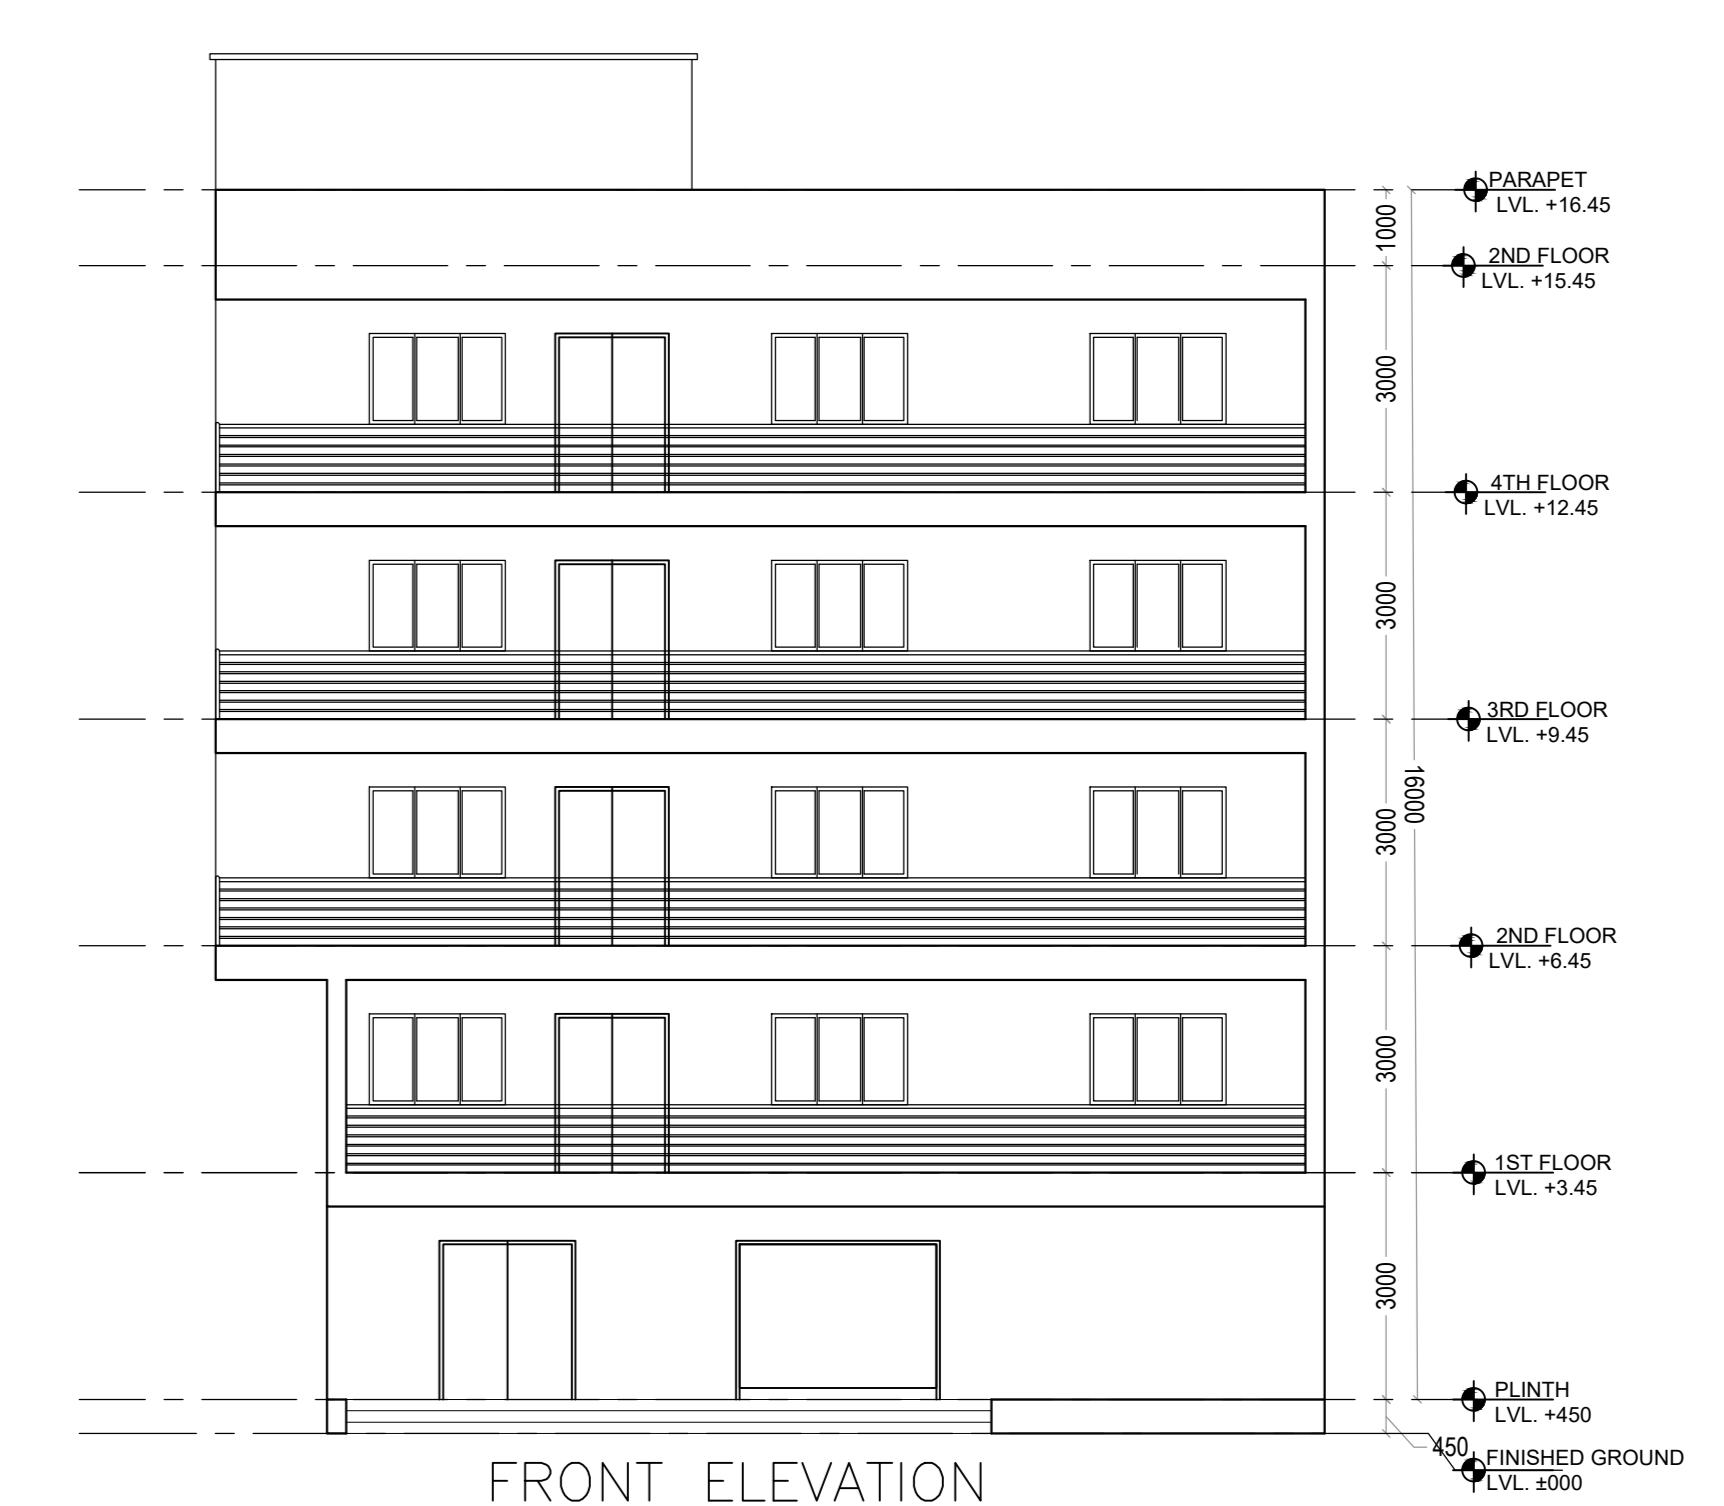 PARAPET
LVL. +16.45
1000
2ND FLOOR
LVL. +15.45
3000
4TH FLOOR
LVL. +12.45
3000
3RD FLOOR
LVL. +9.45
16000
3000
2ND FLOOR
LVL. +6.45
3000
1ST FLOOR
LVL. +3.45
3000
PLINTH
LVL. +450
450
FINISHED GROUND
LVL. ±000
FRONT ELEVATION